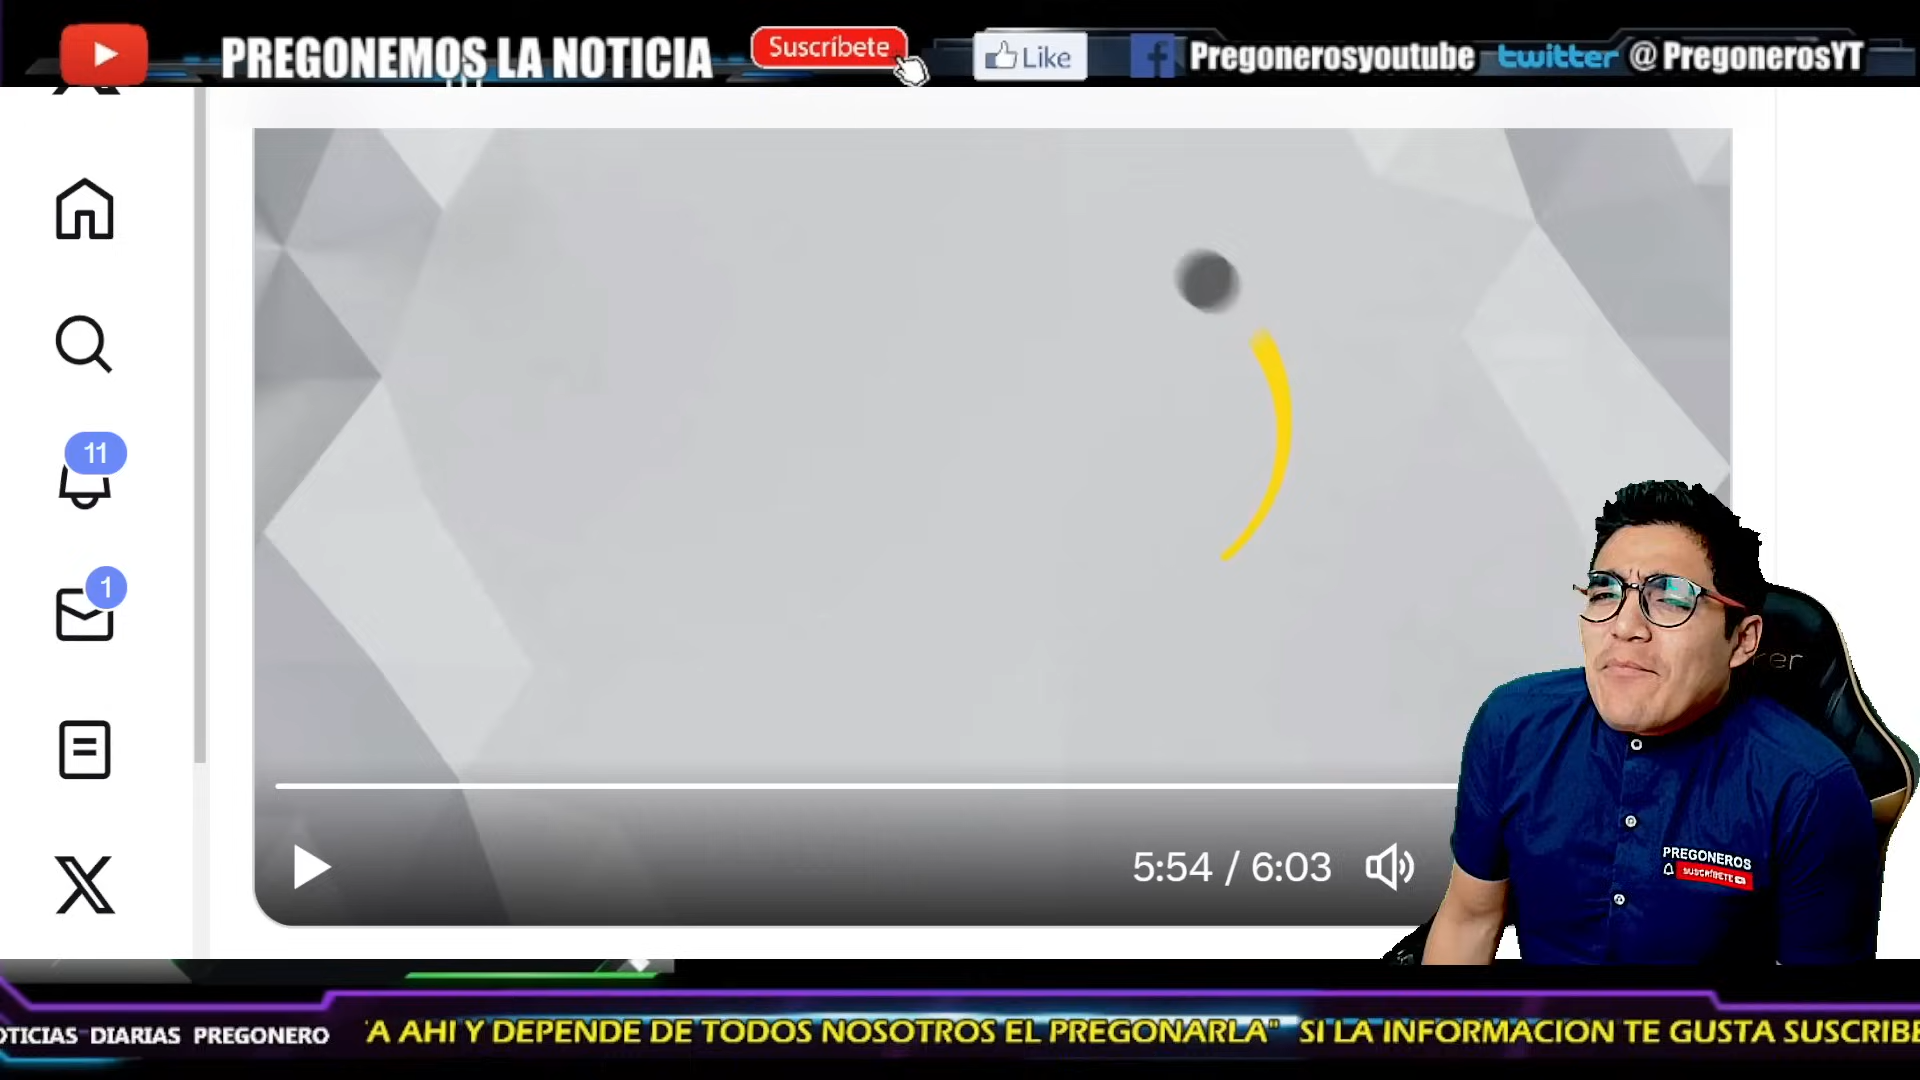 PREGONEMOS LA NOTICIA
Suscríbete
Like
Pregonerosyoutube
twitter @PregonerosYT
11
1
5:54 / 6:03
PREGONEROS
SUSCRÍBETE
OTICIAS DIARIAS PREGONERO
'A AHI Y DEPENDE DE TODOS NOSOTROS EL PREGONARLA" SI LA INFORMACION TE GUSTA SUSCRIBE